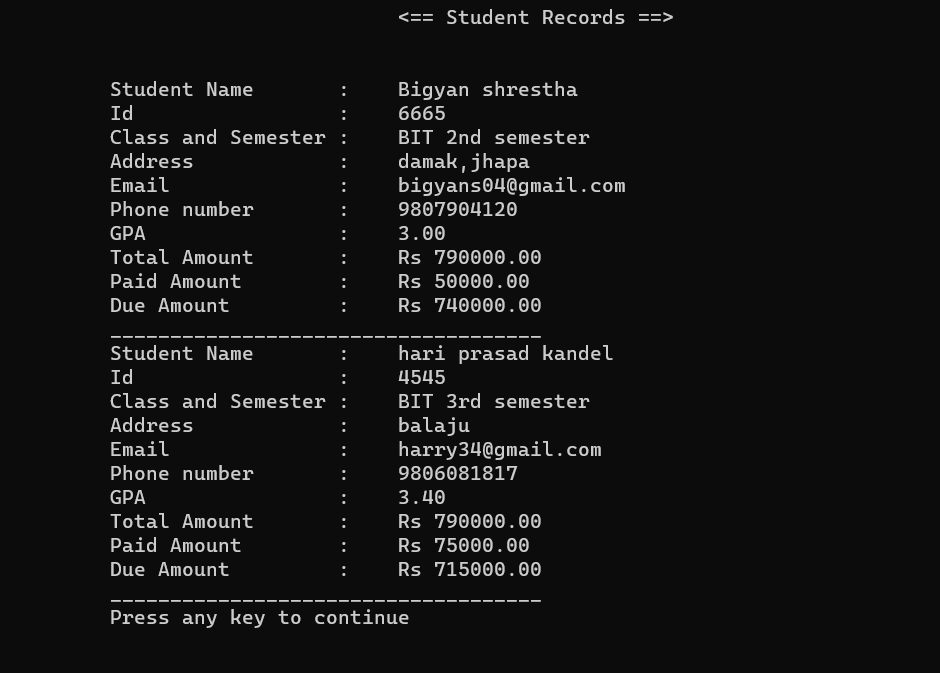 <== Student Records ==>
Student Name : Bigyan shrestha
Id : 6665
Class and Semester : BIT 2nd semester
Address : damak,jhapa
Email : bigyans04@gmail.com
Phone number : 9807904120
GPA : 3.00
Total Amount : Rs 790000.00
Paid Amount : Rs 50000.00
Due Amount : Rs 740000.00
____________________________________
Student Name : hari prasad kandel
Id : 4545
Class and Semester : BIT 3rd semester
Address : balaju
Email : harry34@gmail.com
Phone number : 9806081817
GPA : 3.40
Total Amount : Rs 790000.00
Paid Amount : Rs 75000.00
Due Amount : Rs 715000.00
____________________________________
Press any key to continue